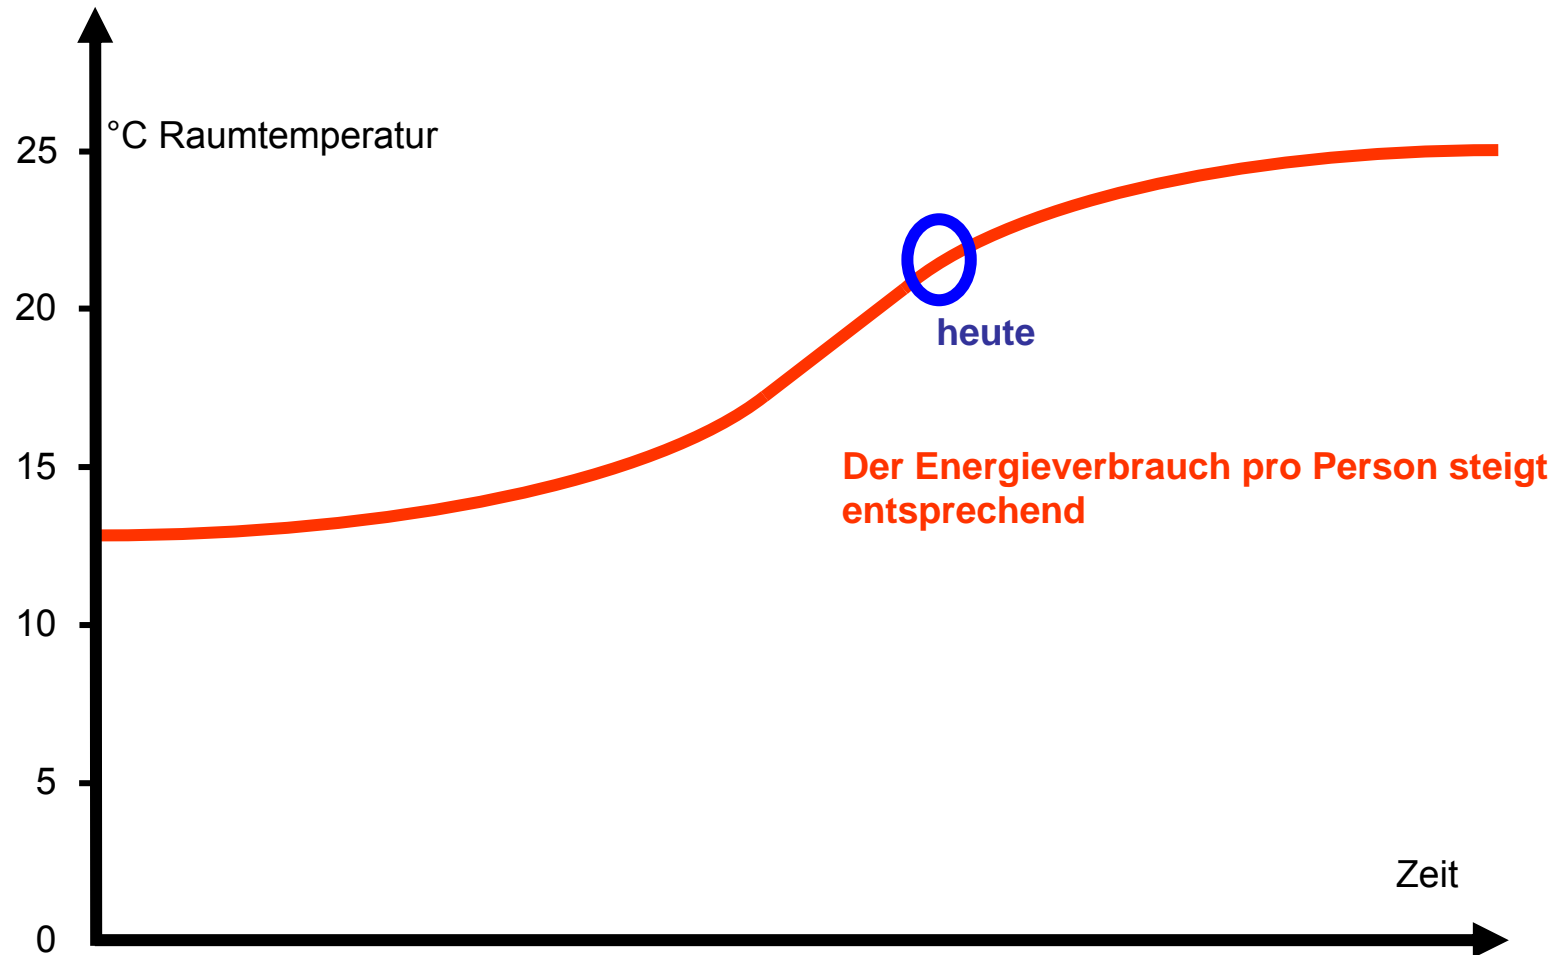 °C Raumtemperatur
25
20
heute
15
Der Energieverbrauch pro Person steigt
entsprechend
10
5
Zeit
0